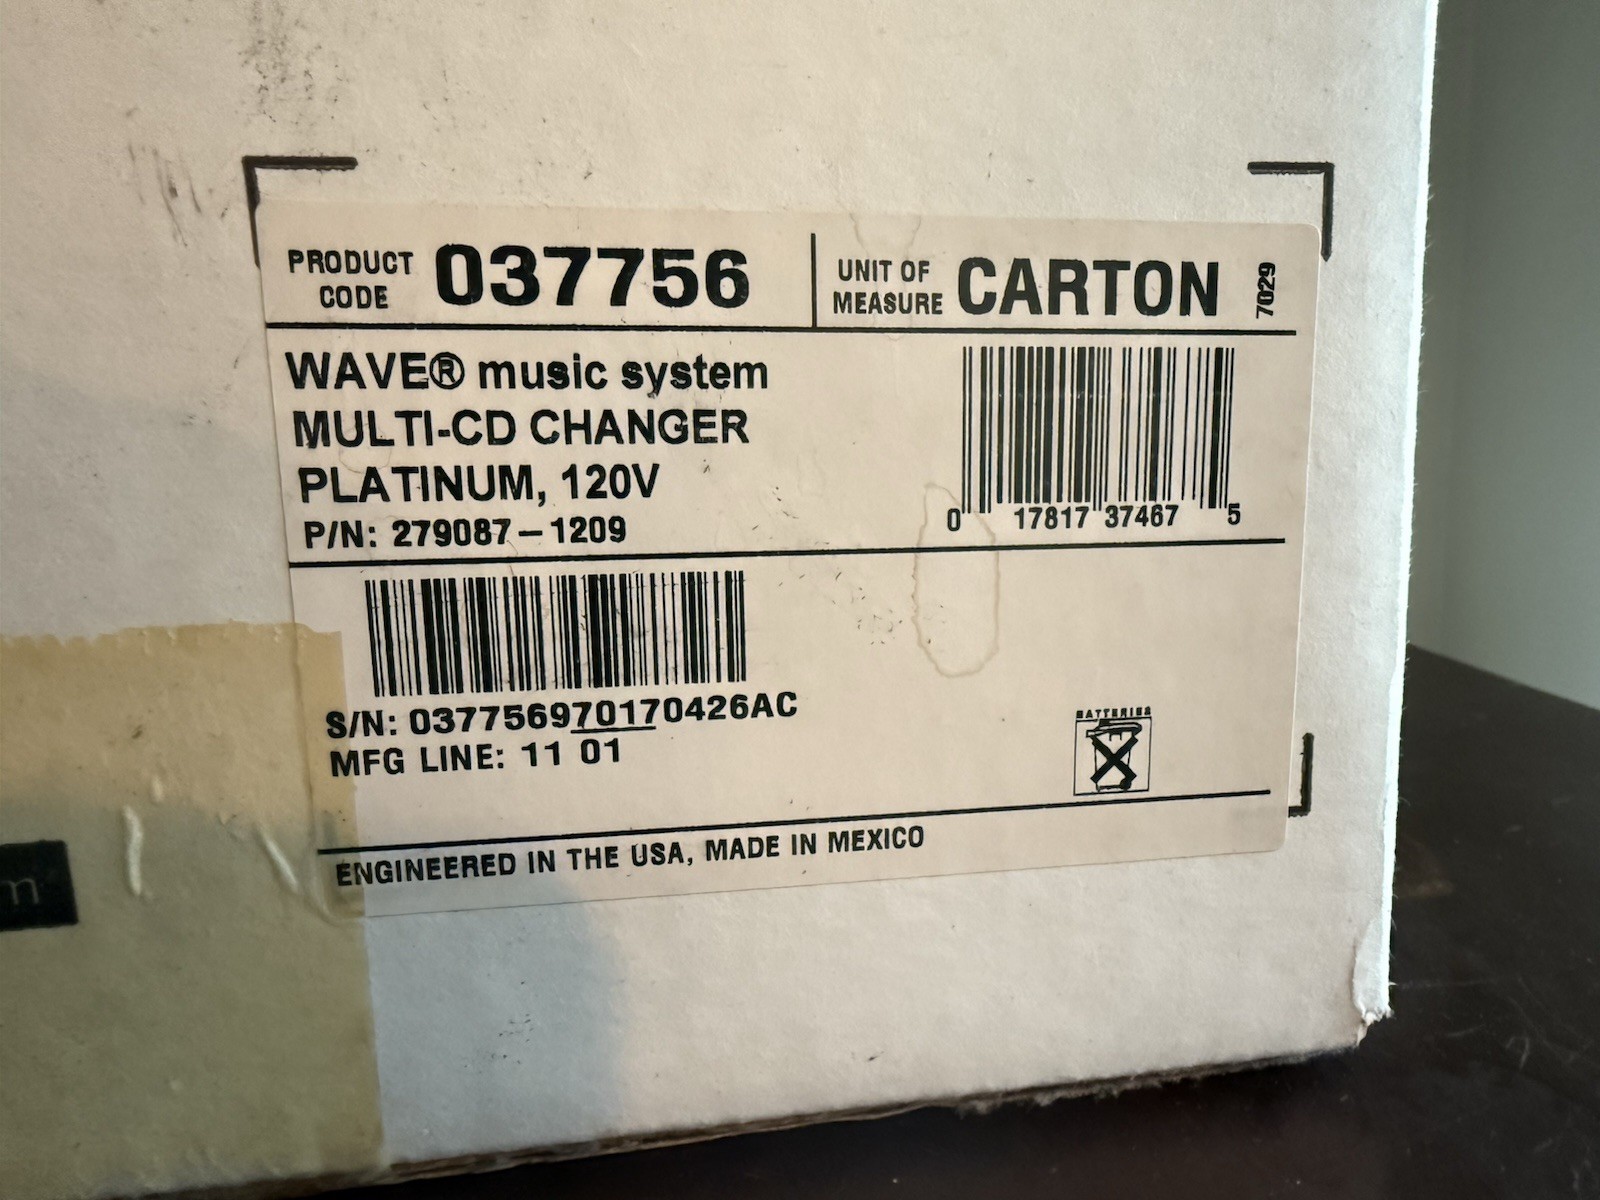 PRODUCT CODE 037756
UNIT OF MEASURE CARTON
7029
WAVE® music system
MULTI-CD CHANGER
PLATINUM, 120V
P/N: 279087-1209
0 17817 37467 5
S/N: 037756970170426AC
MFG LINE: 11 01
BATTERIES
ENGINEERED IN THE USA, MADE IN MEXICO
m